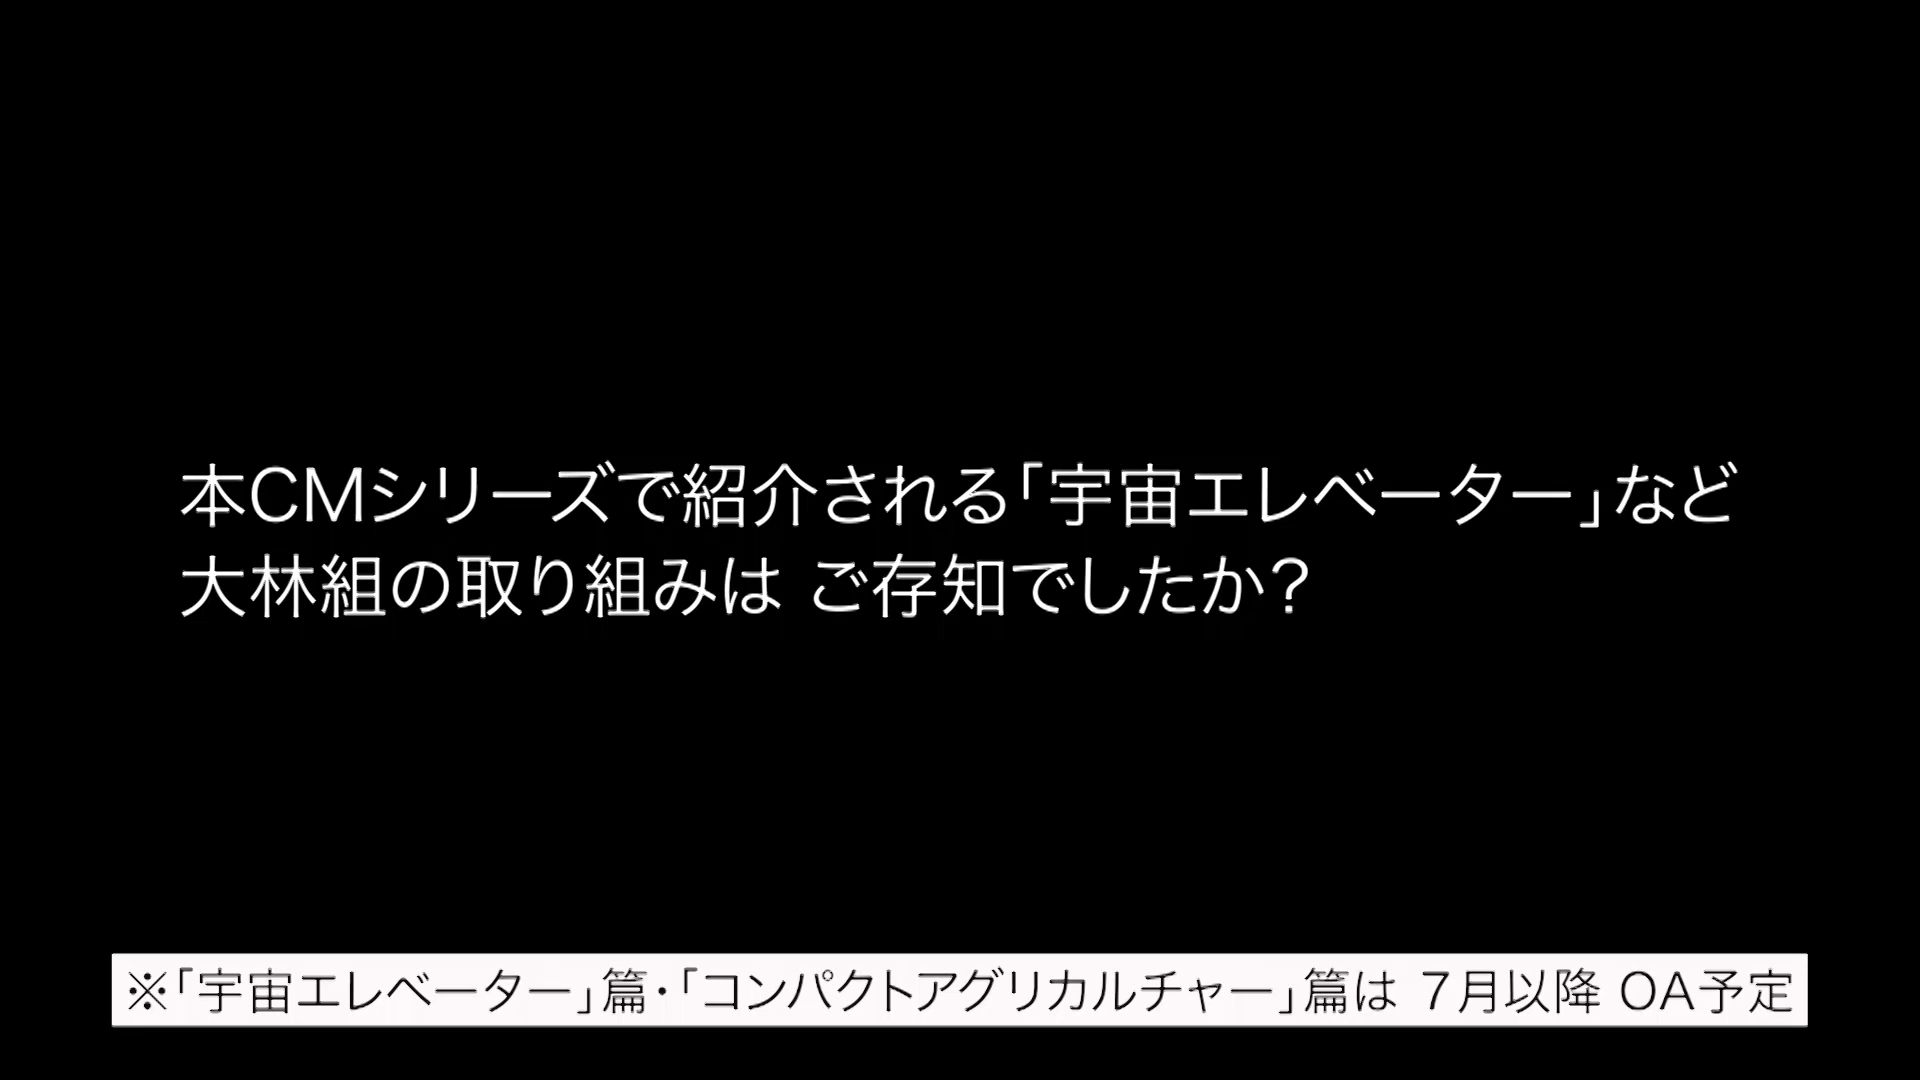 本CMシリーズで紹介される「宇宙エレベーター」など
大林組の取り組みは ご存知でしたか?
※「宇宙エレベーター」篇・「コンパクトアグリカルチャー」篇は 7月以降 OA予定